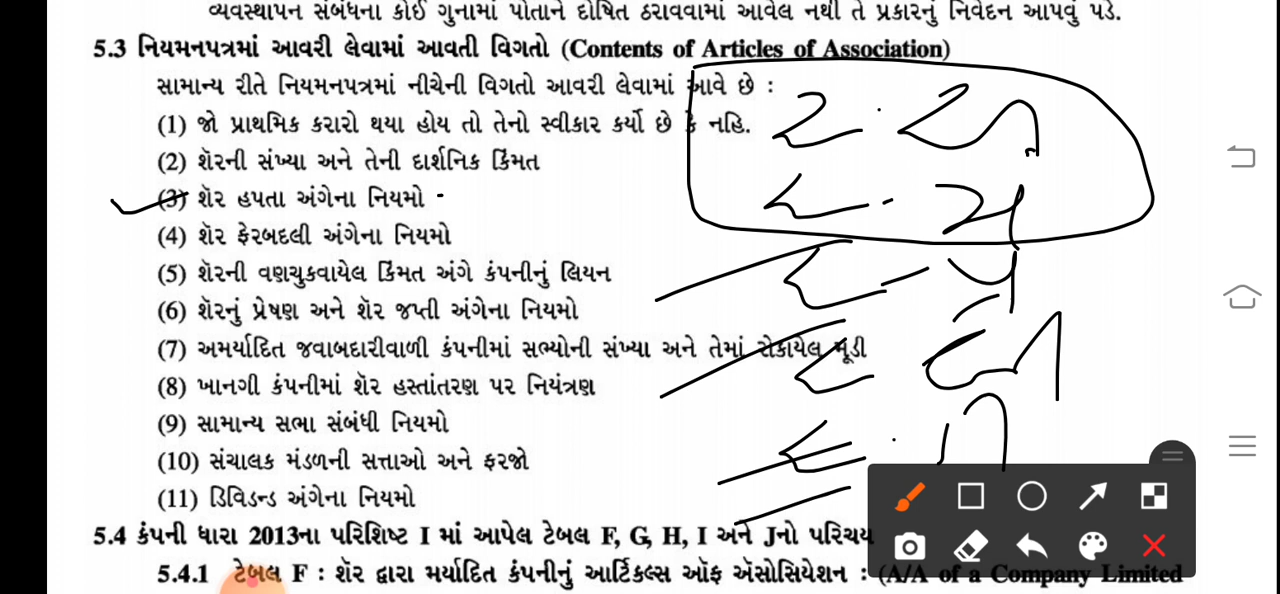 વ્યવસ્થાપન સંબંધના કોઈ ગુનામાં પોતાને દોષિત ઠરાવવામાં આવેલ નથી તે પ્રકારનું નિવેદન આપવું પડે.
5.3 નિયમનપત્રમાં આવરી લેવામાં આવતી વિગતો (Contents of Articles of Association)
સામાન્ય રીતે નિયમનપત્રમાં નીચેની વિગતો આવરી લેવામાં આવે છે :
(1) જો પ્રાથમિક કરારો થયા હોય તો તેનો સ્વીકાર કર્યો છે કે નહિ.
(2) શૅરની સંખ્યા અને તેની દાર્શનિક કિંમત
(3) શૅર હપતા અંગેના નિયમો
(4) શૅર ફેરબદલી અંગેના નિયમો
(5) શૅરની વણચુકવાયેલ કિંમત અંગે કંપનીનું લિયન
(6) શૅરનું પ્રેષણ અને શૅર જપ્તી અંગેના નિયમો
(7) અમર્યાદિત જવાબદારીવાળી કંપનીમાં સભ્યોની સંખ્યા અને તેમાં રોકાયેલ મૂડી
(8) ખાનગી કંપનીમાં શૅર હસ્તાંતરણ પર નિયંત્રણ
(9) સામાન્ય સભા સંબંધી નિયમો
(10) સંચાલક મંડળની સત્તાઓ અને ફરજો
(11) ડિવિડન્ડ અંગેના નિયમો
5.4 કંપની ધારા 2013ના પરિશિષ્ટ I માં આપેલ ટેબલ F, G, H, I અને Jનો પરિચય
5.4.1 ટેબલ F : શૅર દ્વારા મર્યાદિત કંપનીનું આર્ટિકલ્સ ઑફ ઍસોસિયેશન : (A/A of a Company Limited